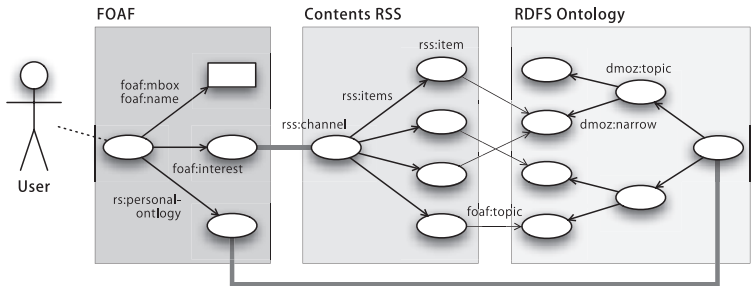 FOAF
Contents RSS
RDFS Ontology
User
foaf:mbox
foaf:name
foaf:interest
rs:personal-
ontlogy
rss:channel
rss:items
rss:item
foaf:topic
dmoz:topic
dmoz:narrow